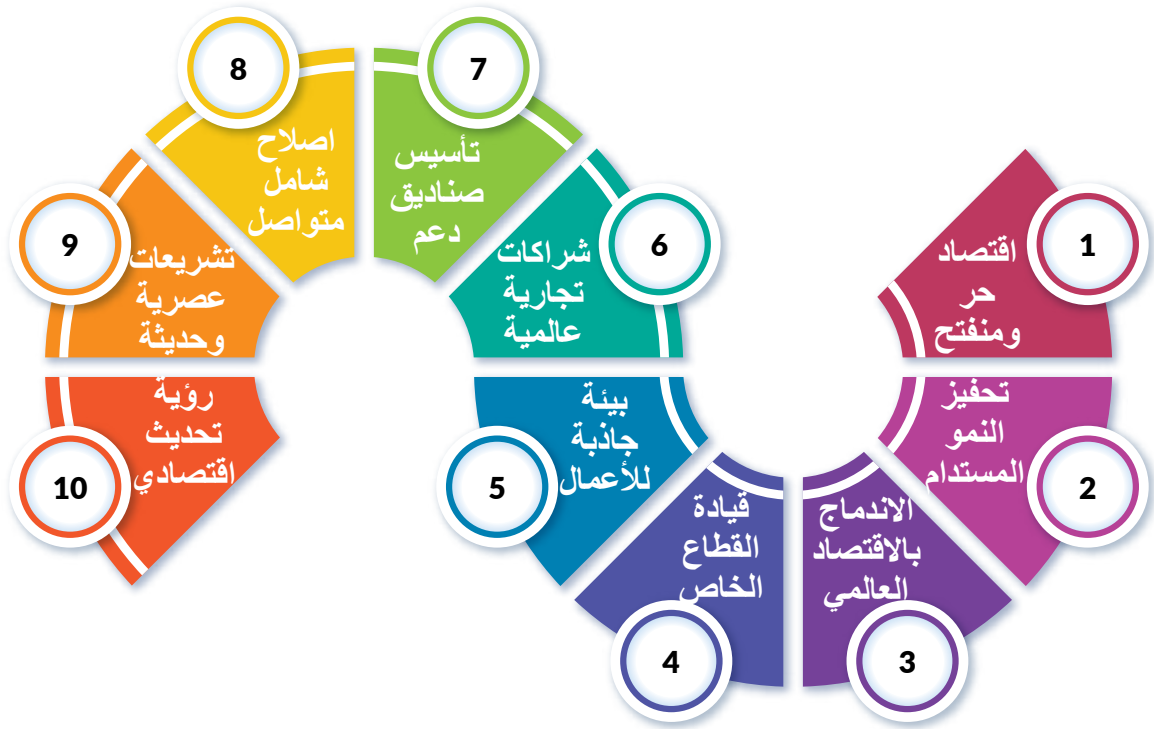 1
اقتصاد
حر
ومنفتح
2
تحفيز
النمو
المستدام
3
الاندماج
بالاقتصاد
العالمي
4
قيادة
القطاع
الخاص
5
بيئة
جاذبة
للأعمال
6
شراكات
تجارية
عالمية
7
تأسيس
صناديق
دعم
8
اصلاح
شامل
متواصل
9
تشريعات
عصرية
وحديثة
10
رؤية
تحديث
اقتصادي